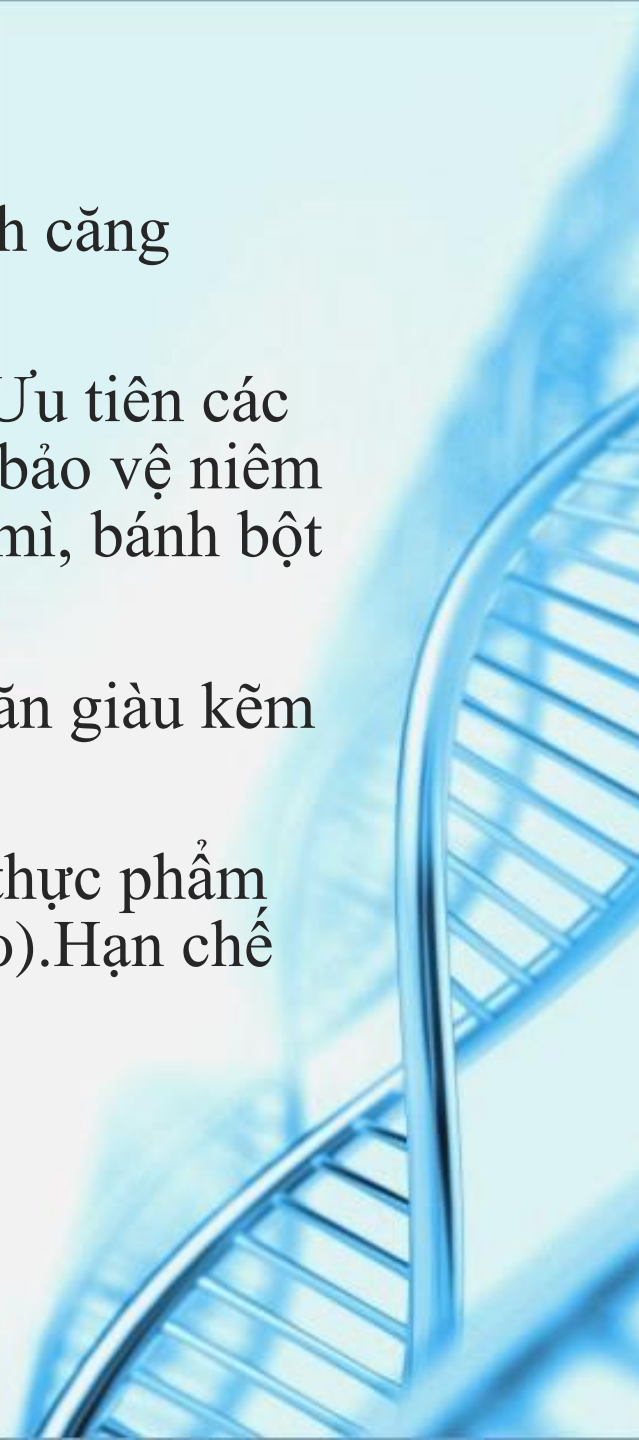 h căng
Ưu tiên các
bảo vệ niêm
mì, bánh bột
ăn giàu kẽm
thực phẩm
o).Hạn chế